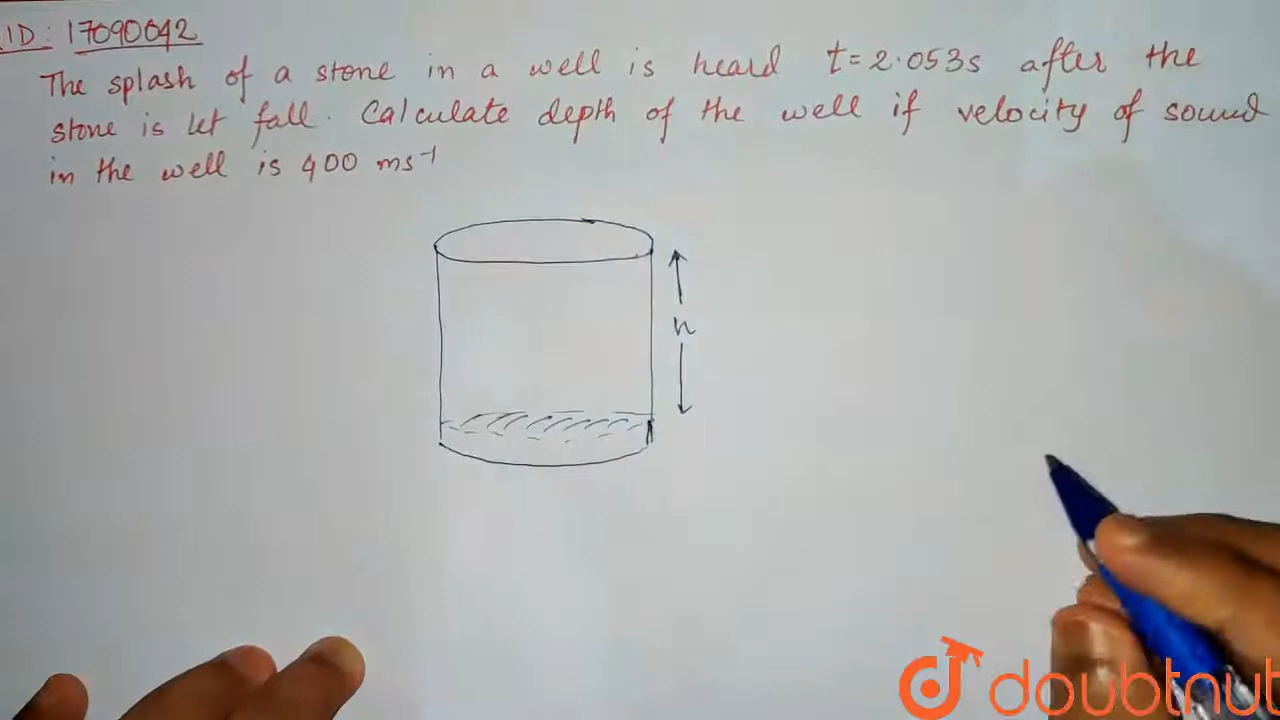 ID: 17090642
The splash of a stone in a well is heard t=2.053s after the
stone is let fall. Calculate depth of the well if velocity of sound
in the well is 400 ms⁻¹
h
doubtnut